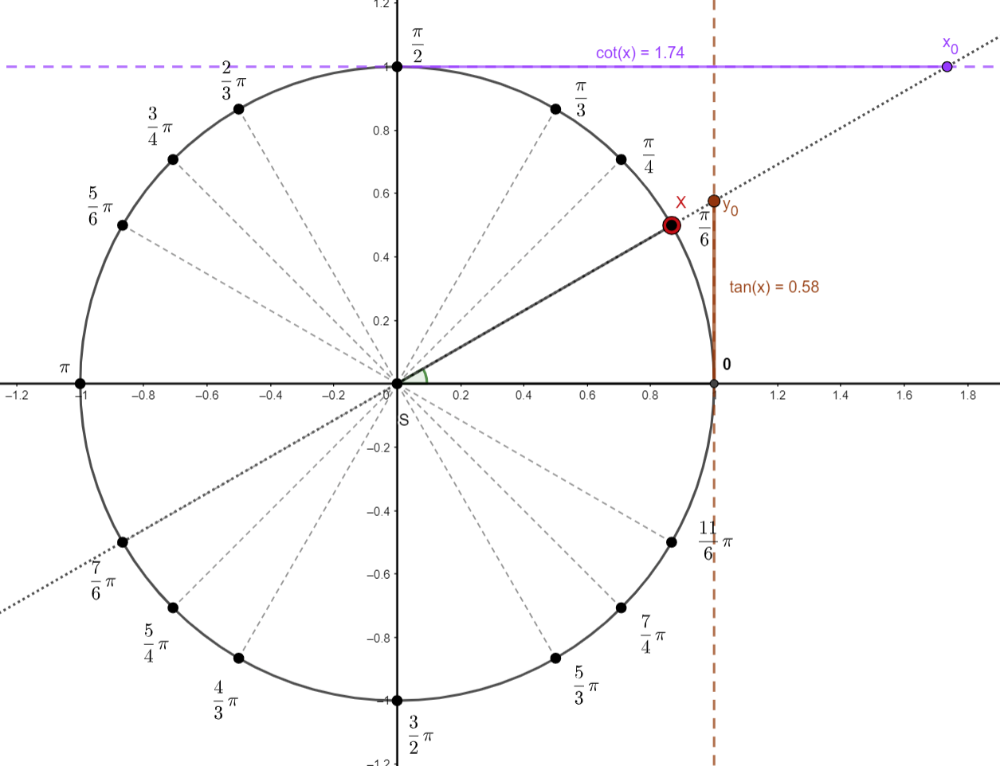 1.2
π/2
cot(x) = 1.74
x₀
1
2/3 π
π/3
3/4 π
0.8
π/4
5/6 π
0.6
X
y₀
π/6
0.4
tan(x) = 0.58
0.2
π
0
–1.2
–1
–0.8
–0.6
–0.4
–0.2
0
0.2
0.4
0.6
0.8
1.2
1.4
1.6
1.8
S
–0.2
–0.4
11/6 π
7/6 π
–0.6
5/4 π
–0.8
7/4 π
4/3 π
–1
5/3 π
3/2 π
–1.2